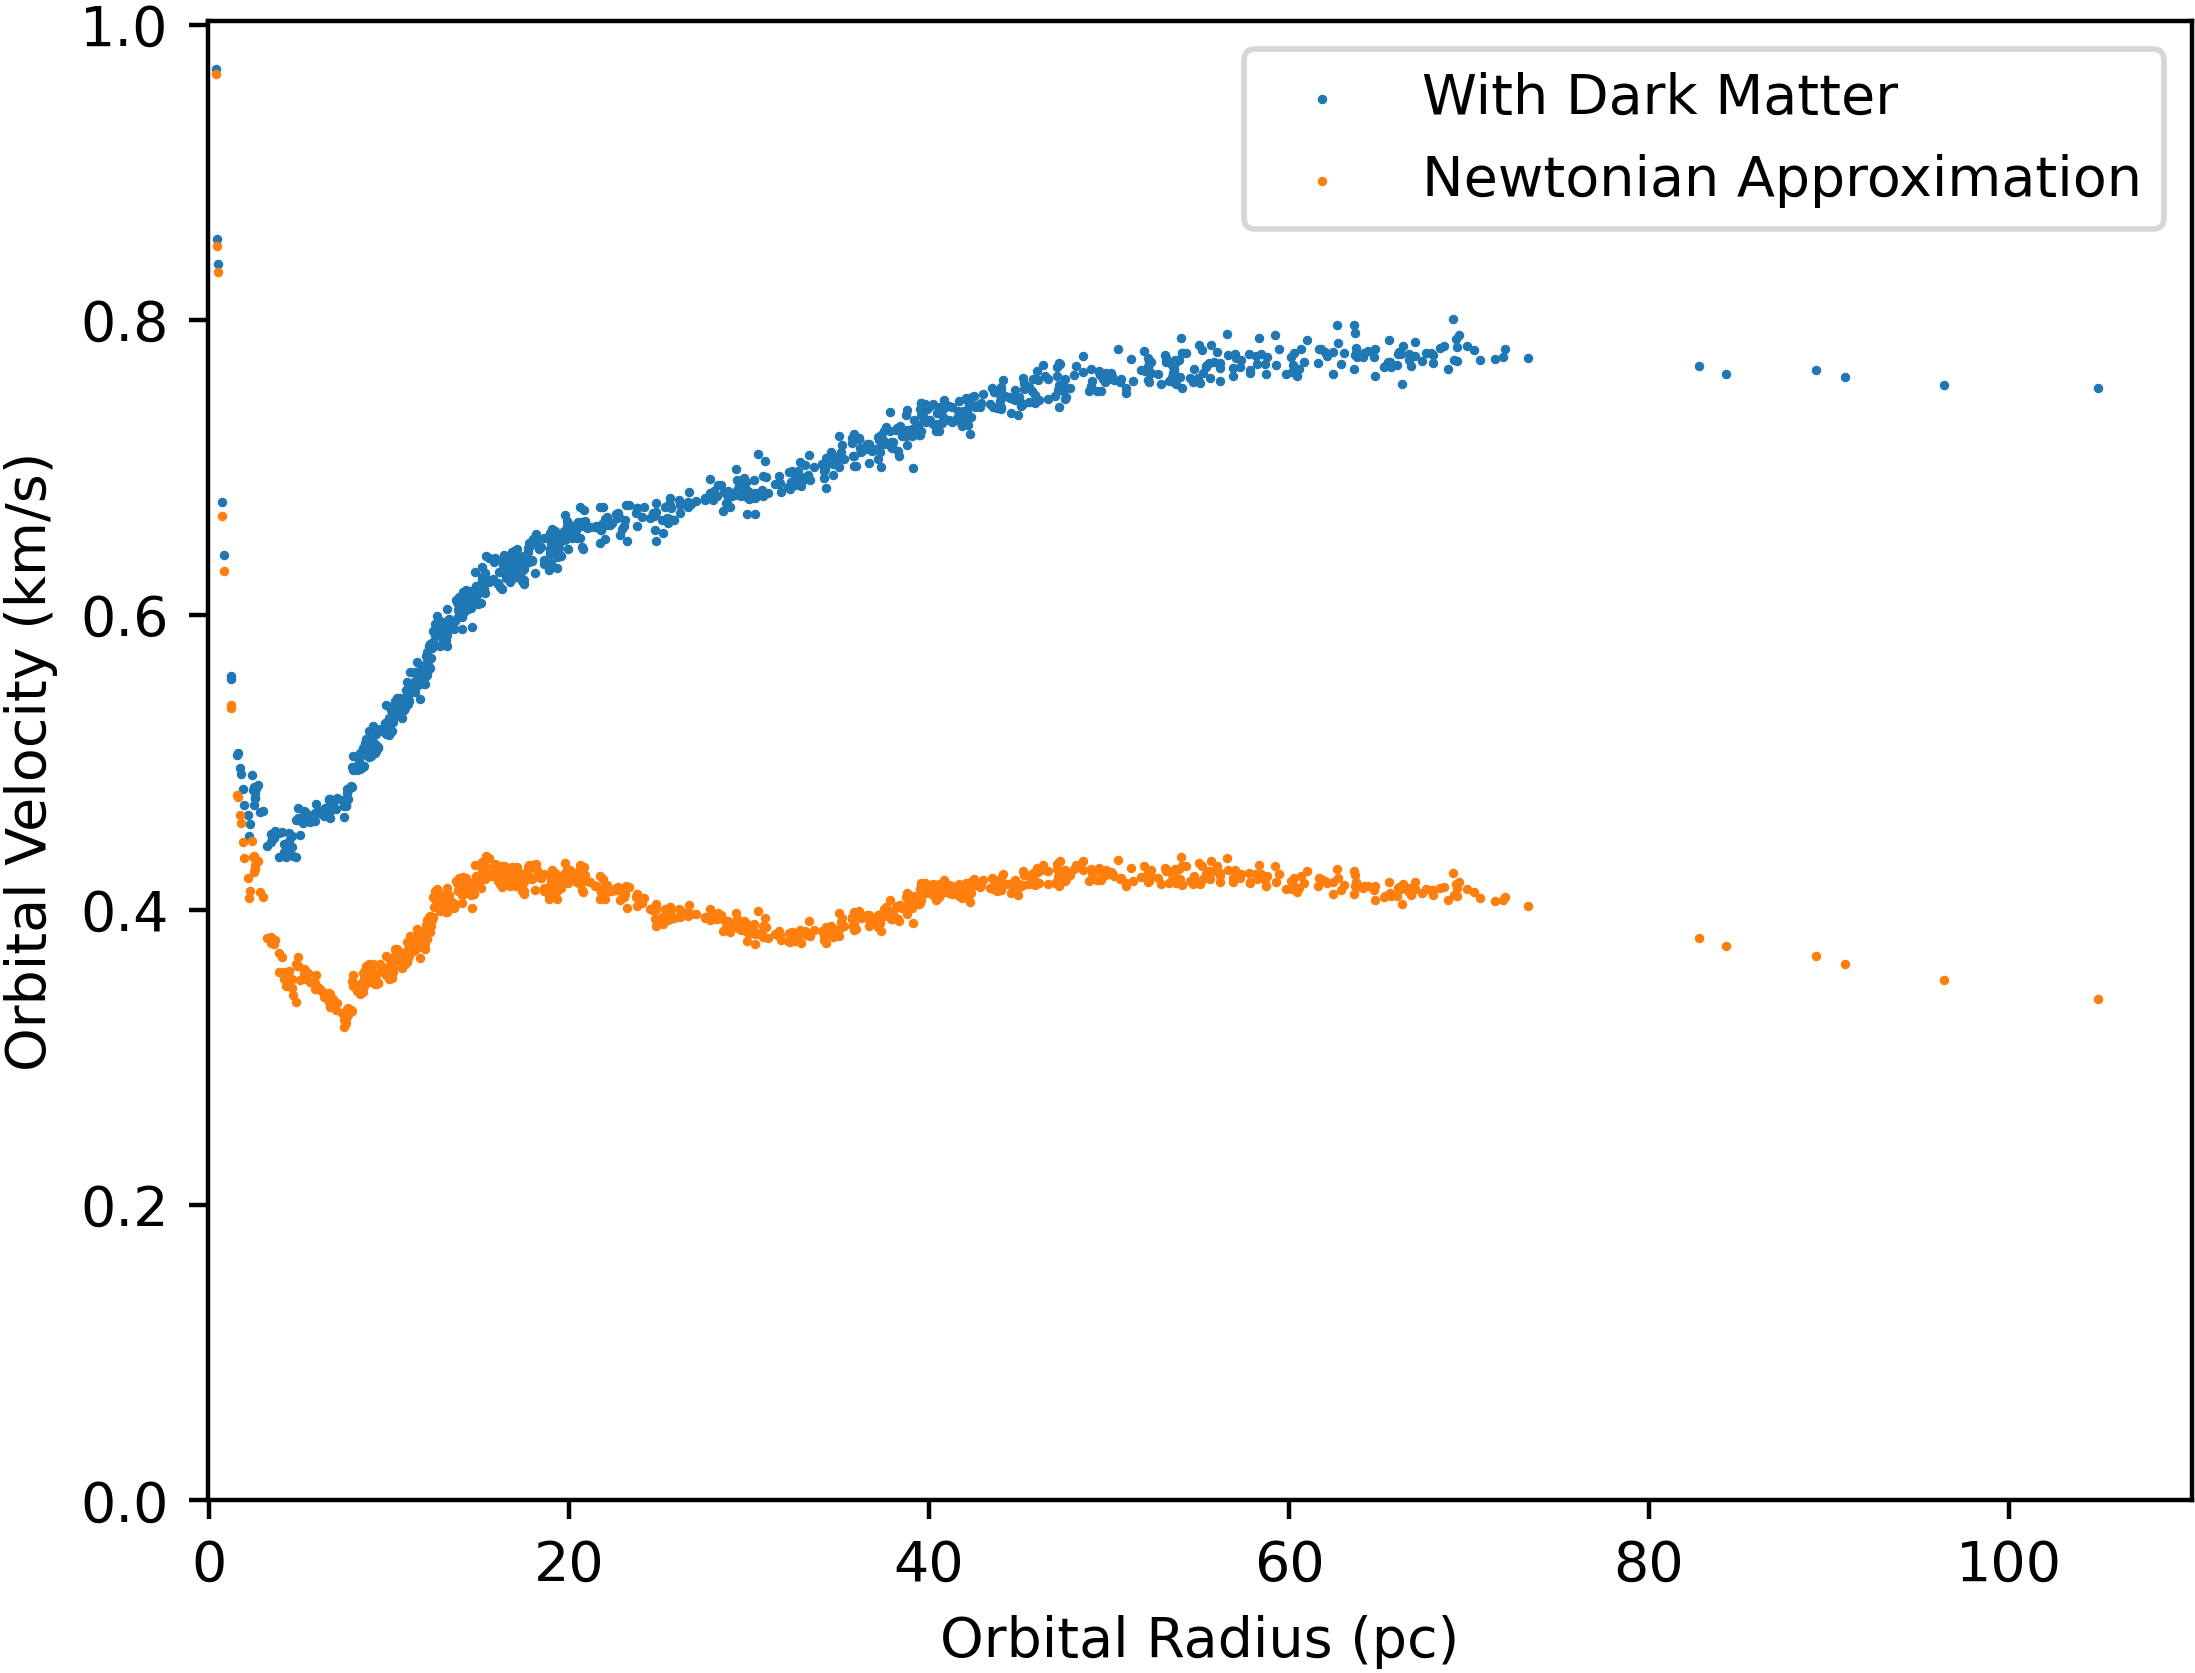 1.0
0.8
0.6
0.4
0.2
0.0
Orbital Velocity (km/s)
With Dark Matter
Newtonian Approximation
0 20 40 60 80 100
Orbital Radius (pc)